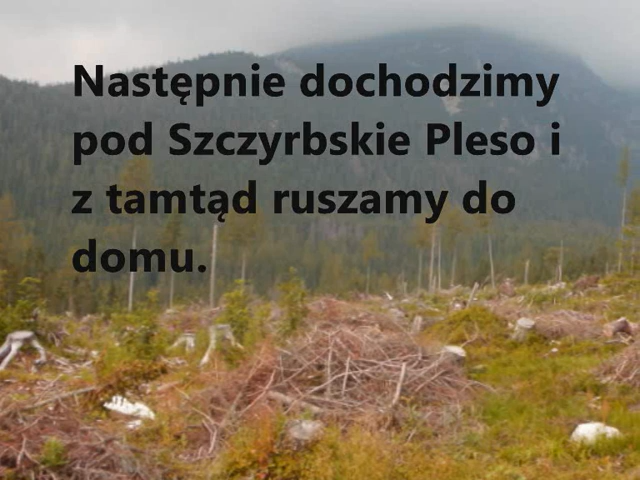 Następnie dochodzimy
pod Szczyrbskie Pleso i
z tamtąd ruszamy do
domu.